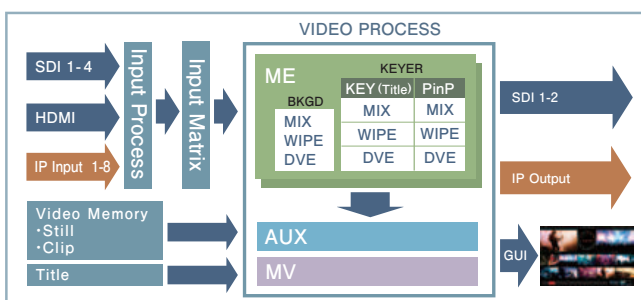 VIDEO PROCESS
SDI 1-4
HDMI
IP Input 1-8
Input Process
Input Matrix
ME
KEYER
BKGD
KEY (Title) PinP
MIX
WIPE
DVE
MIX MIX
WIPE WIPE
DVE DVE
SDI 1-2
IP Output
Video Memory
・Still
・Clip
Title
AUX
MV
GUI